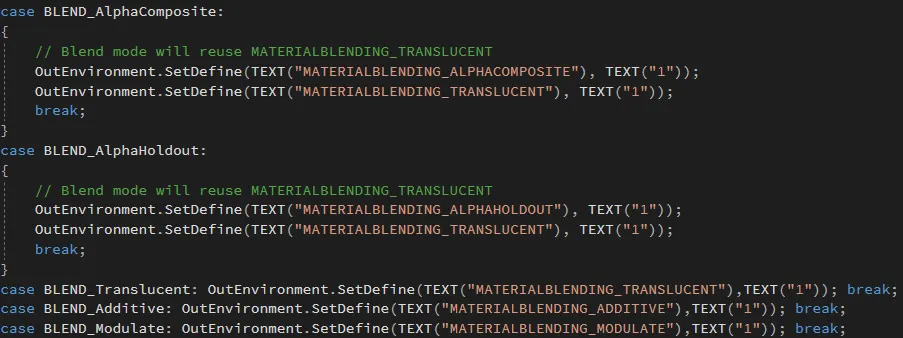 case BLEND_AlphaComposite:
{
    // Blend mode will reuse MATERIALBLENDING_TRANSLUCENT
    OutEnvironment.SetDefine(TEXT("MATERIALBLENDING_ALPHACOMPOSITE"), TEXT("1"));
    OutEnvironment.SetDefine(TEXT("MATERIALBLENDING_TRANSLUCENT"), TEXT("1"));
    break;
}
case BLEND_AlphaHoldout:
{
    // Blend mode will reuse MATERIALBLENDING_TRANSLUCENT
    OutEnvironment.SetDefine(TEXT("MATERIALBLENDING_ALPHAHOLDOUT"), TEXT("1"));
    OutEnvironment.SetDefine(TEXT("MATERIALBLENDING_TRANSLUCENT"), TEXT("1"));
    break;
}
case BLEND_Translucent: OutEnvironment.SetDefine(TEXT("MATERIALBLENDING_TRANSLUCENT"),TEXT("1")); break;
case BLEND_Additive: OutEnvironment.SetDefine(TEXT("MATERIALBLENDING_ADDITIVE"),TEXT("1")); break;
case BLEND_Modulate: OutEnvironment.SetDefine(TEXT("MATERIALBLENDING_MODULATE"),TEXT("1")); break;